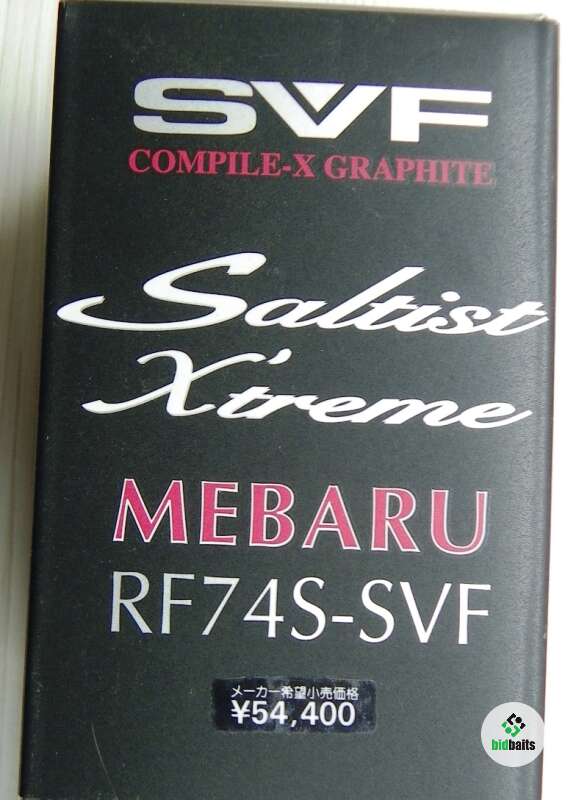 SVF
COMPILE-X GRAPHITE
Saltist
X'treme
MEBARU
RF74S-SVF
メーカー希望小売価格
¥54,400
bidbaits